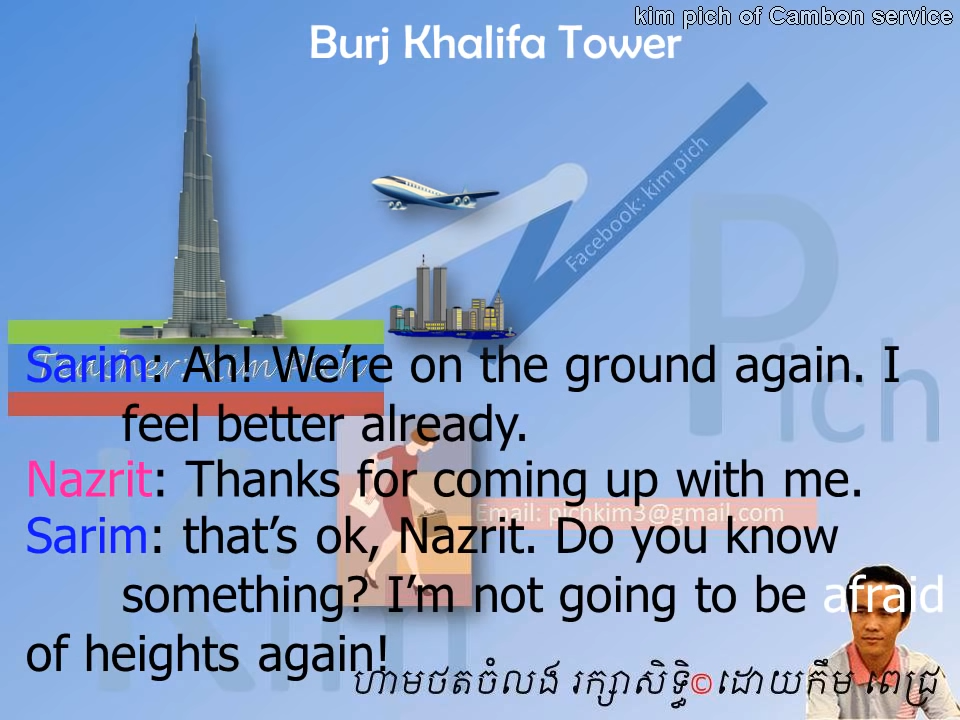 kim pich of Cambon service
Burj Khalifa Tower
Facebook: kim pich
Pich
Teacher: Kim Pich
Sarim: Ah! We’re on the ground again. I
feel better already.
Nazrit: Thanks for coming up with me.
Email: pichkim3@gmail.com
Sarim: that’s ok, Nazrit. Do you know
something? I’m not going to be afraid
of heights again!
Kim
ហាមថតចំលង រក្សាសិទ្ធិ©ដោយកឹម ពេជ្រ